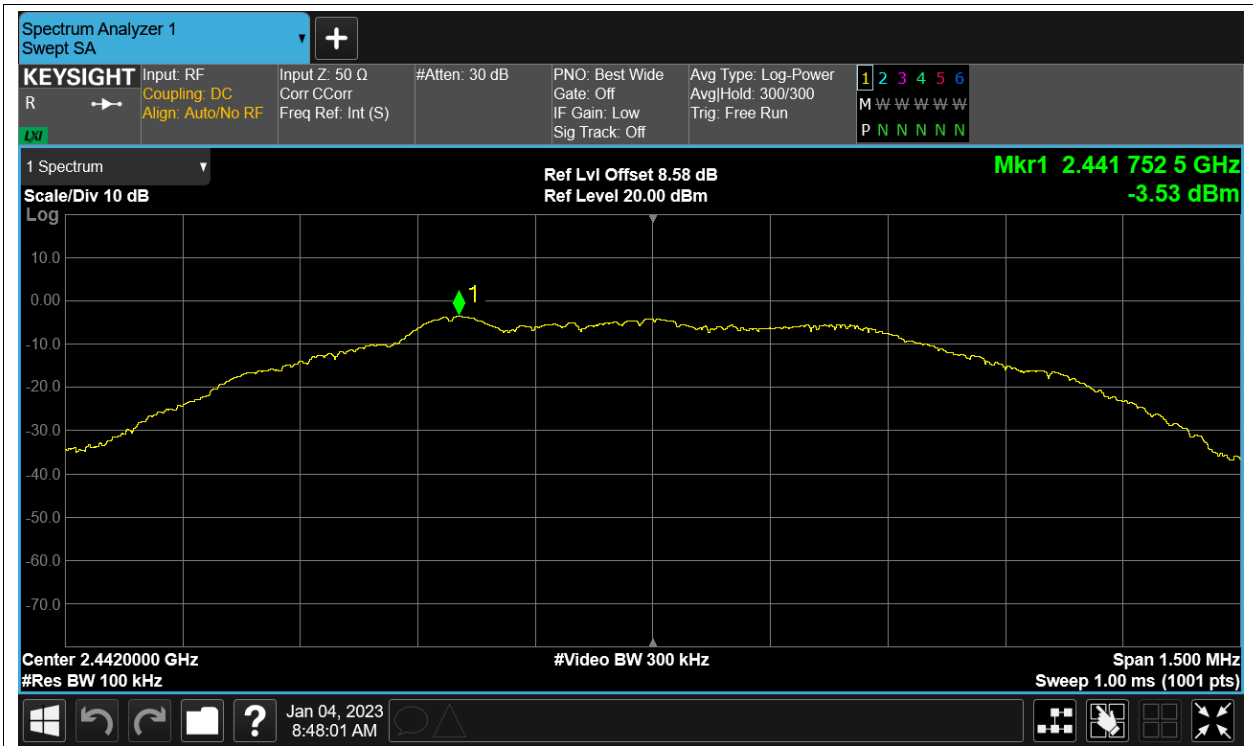 Spectrum Analyzer 1
Swept SA
KEYSIGHT
R
LXI
Input: RF
Coupling: DC
Align: Auto/No RF
Input Z: 50 Ω
Corr CCorr
Freq Ref: Int (S)
#Atten: 30 dB
PNO: Best Wide
Gate: Off
IF Gain: Low
Sig Track: Off
Avg Type: Log-Power
Avg|Hold: 300/300
Trig: Free Run
1 2 3 4 5 6
M W W W W W
P N N N N N
1 Spectrum
Scale/Div 10 dB
Log
Ref Lvl Offset 8.58 dB
Ref Level 20.00 dBm
Mkr1 2.441 752 5 GHz
-3.53 dBm
1
10.0
0.00
-10.0
-20.0
-30.0
-40.0
-50.0
-60.0
-70.0
Center 2.4420000 GHz
#Res BW 100 kHz
#Video BW 300 kHz
Span 1.500 MHz
Sweep 1.00 ms (1001 pts)
?
Jan 04, 2023
8:48:01 AM